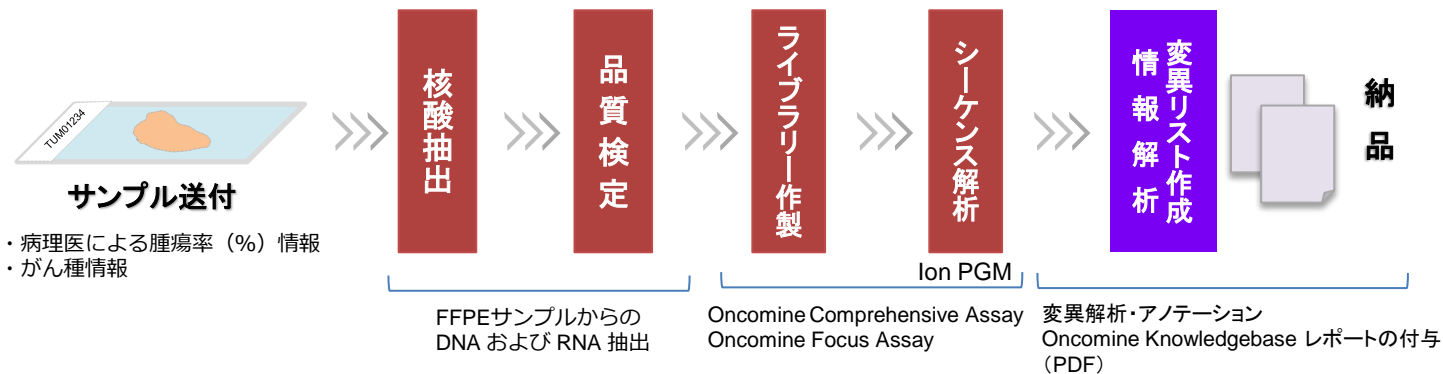 TUM01234
サンプル送付
・病理医による腫瘍率（%）情報
・がん種情報
核酸抽出
品質検定
FFPEサンプルからの
DNA および RNA 抽出
ライブラリー作製
シーケンス解析
Ion PGM
Oncomine Comprehensive Assay
Oncomine Focus Assay
変異リスト作成
情報解析
納品
変異解析・アノテーション
Oncomine Knowledgebase レポートの付与
（PDF）